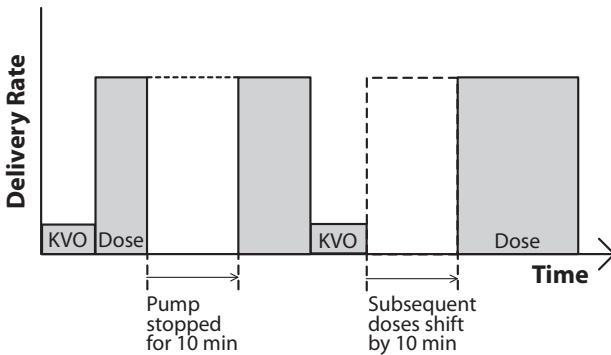 Delivery Rate
KVO
Dose
KVO
Dose
Time
Pump
stopped
for 10 min
Subsequent
doses shift
by 10 min